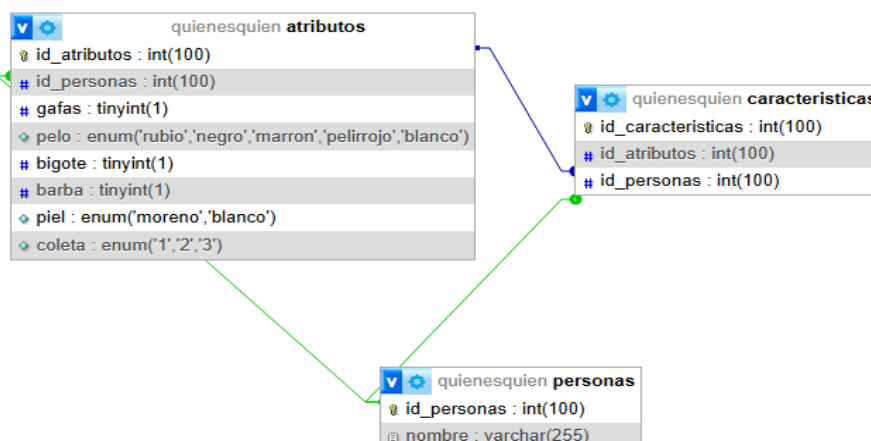 v quienesquien atributos
id_atributos : int(100)
# id_personas : int(100)
# gafas : tinyint(1)
pelo : enum('rubio','negro','marron','pelirrojo','blanco')
# bigote : tinyint(1)
# barba : tinyint(1)
piel : enum('moreno','blanco')
coleta : enum('1','2','3')
v quienesquien caracteristicas
id_caracteristicas : int(100)
# id_atributos : int(100)
# id_personas : int(100)
v quienesquien personas
id_personas : int(100)
nombre : varchar(255)